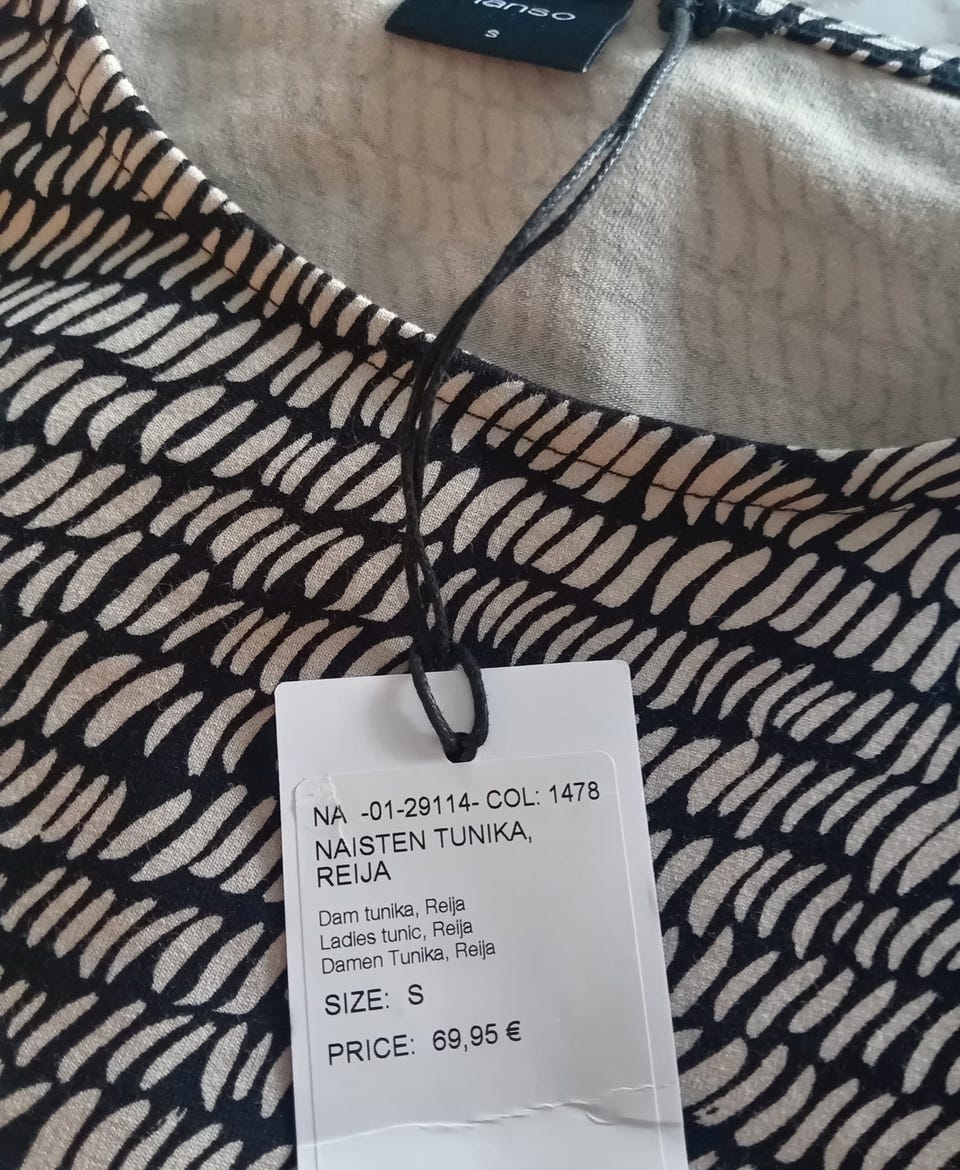 s
NA -01-29114- COL: 1478
NAISTEN TUNIKA,
REIJA
Dam tunika, Reija
Ladies tunic, Reija
Damen Tunika, Reija
SIZE: S
PRICE: 69,95 €